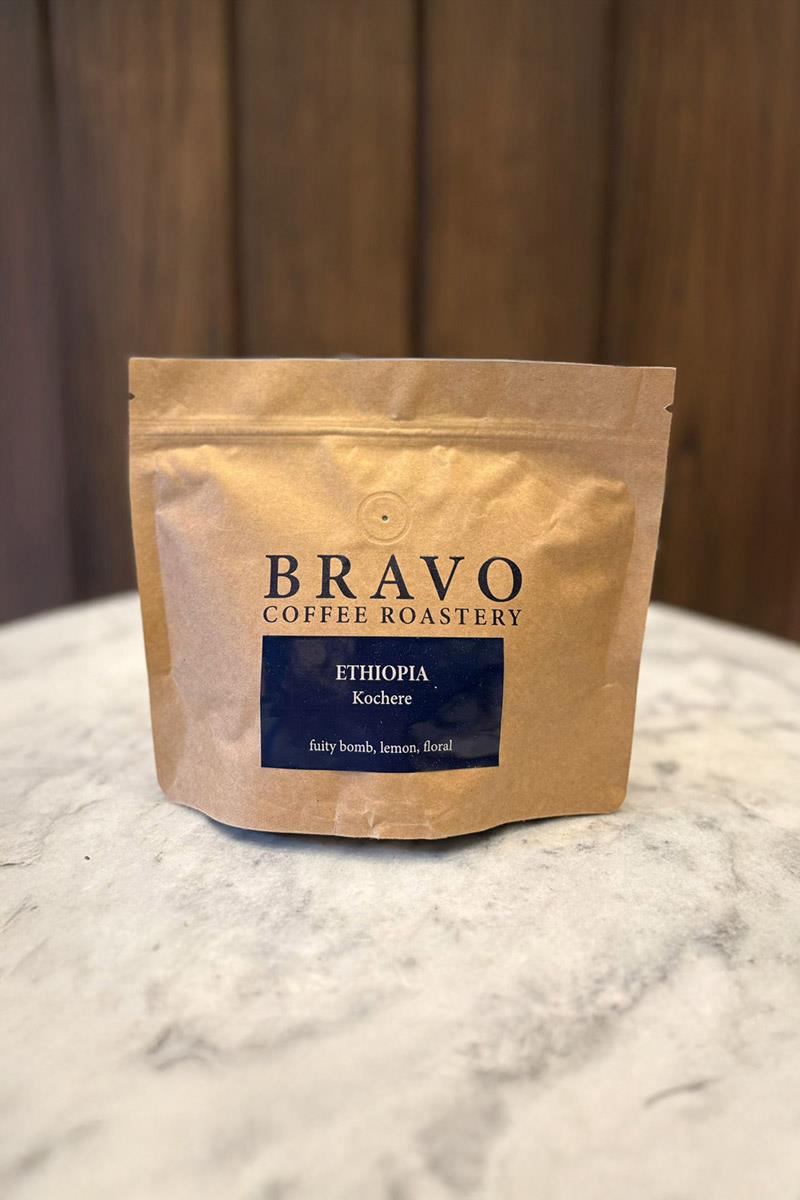 BRAVO
COFFEE ROASTERY
ETHIOPIA
Kochere
fuity bomb, lemon, floral